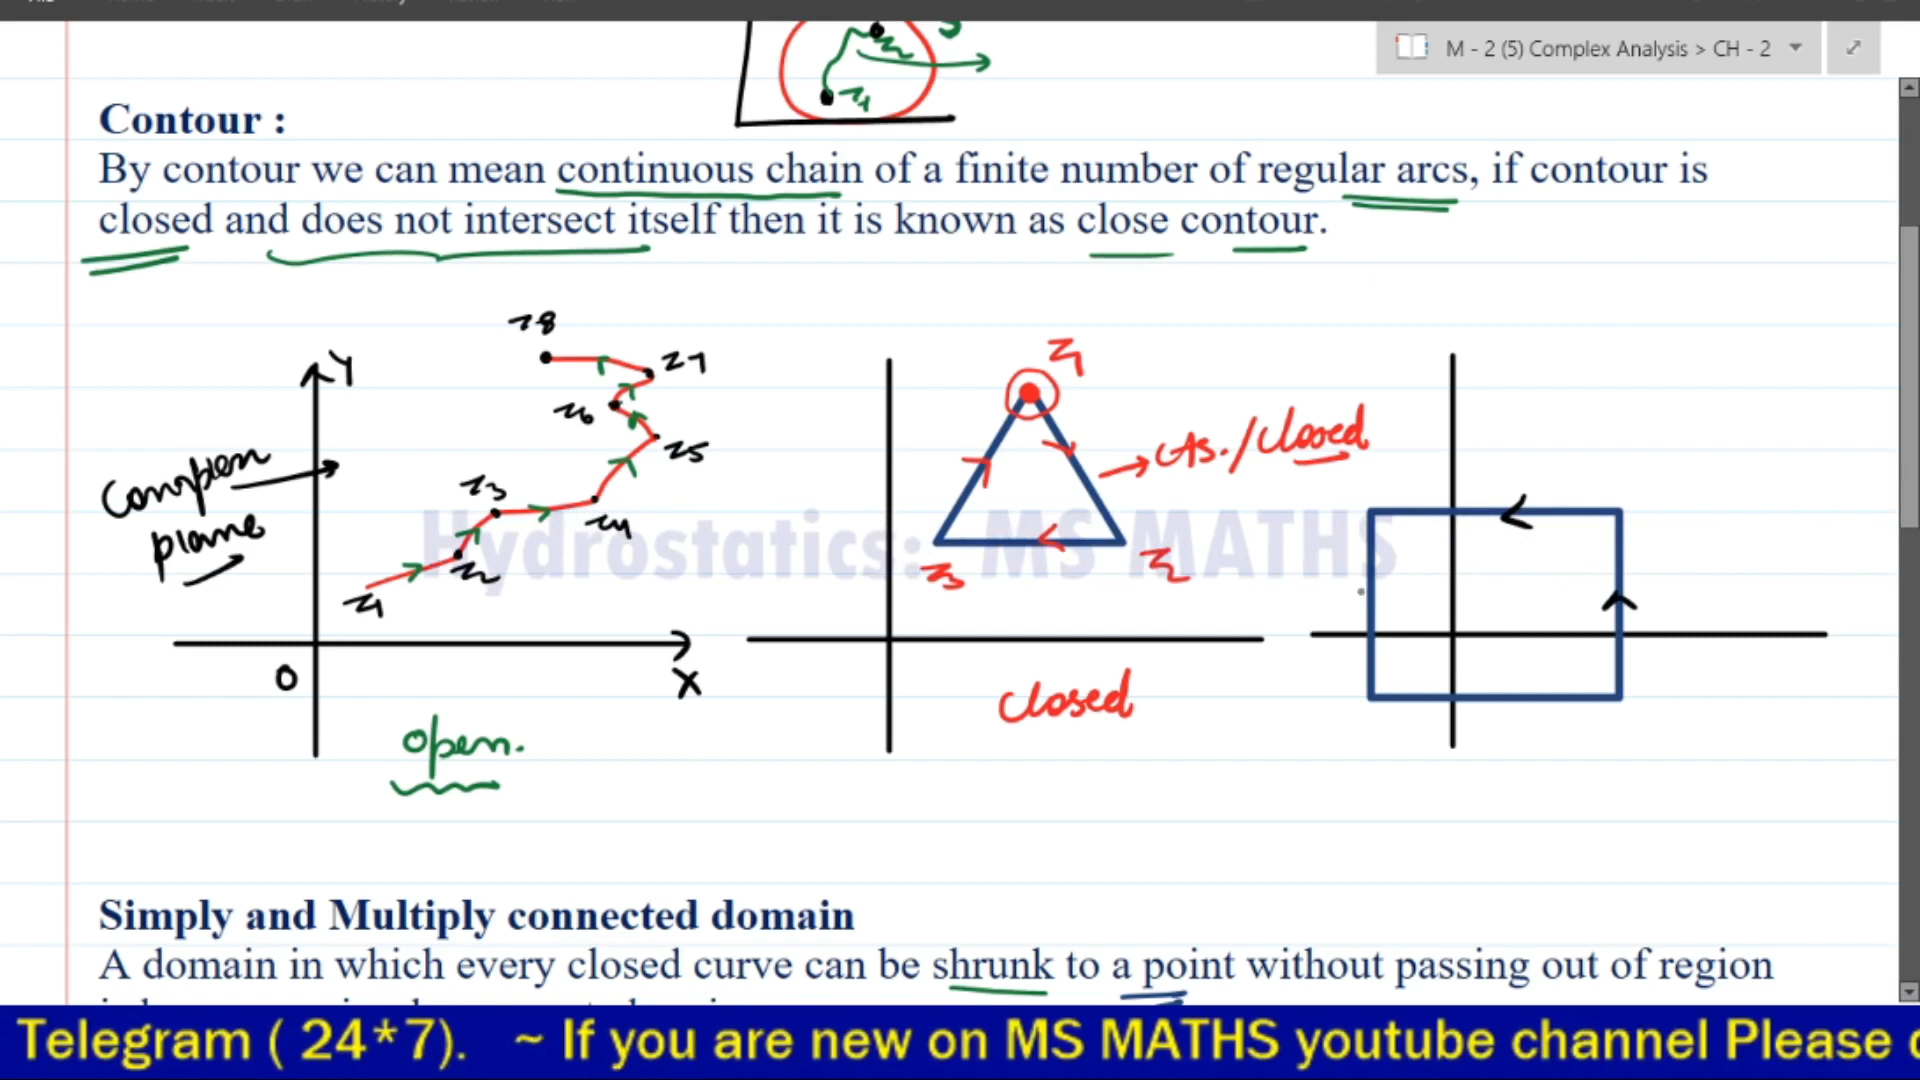 M - 2 (5) Complex Analysis > CH - 2
z1
Contour :
By contour we can mean continuous chain of a finite number of regular arcs, if contour is
closed and does not intersect itself then it is known as close contour.
Y
z8
z7
z6
z5
z3
z4
z2
z1
Complex
plane
O
X
open.
z1
z2
z3
/closed
closed
Hydrostatics: MS MATHS
Simply and Multiply connected domain
A domain in which every closed curve can be shrunk to a point without passing out of region
Telegram ( 24*7). ~ If you are new on MS MATHS youtube channel Please